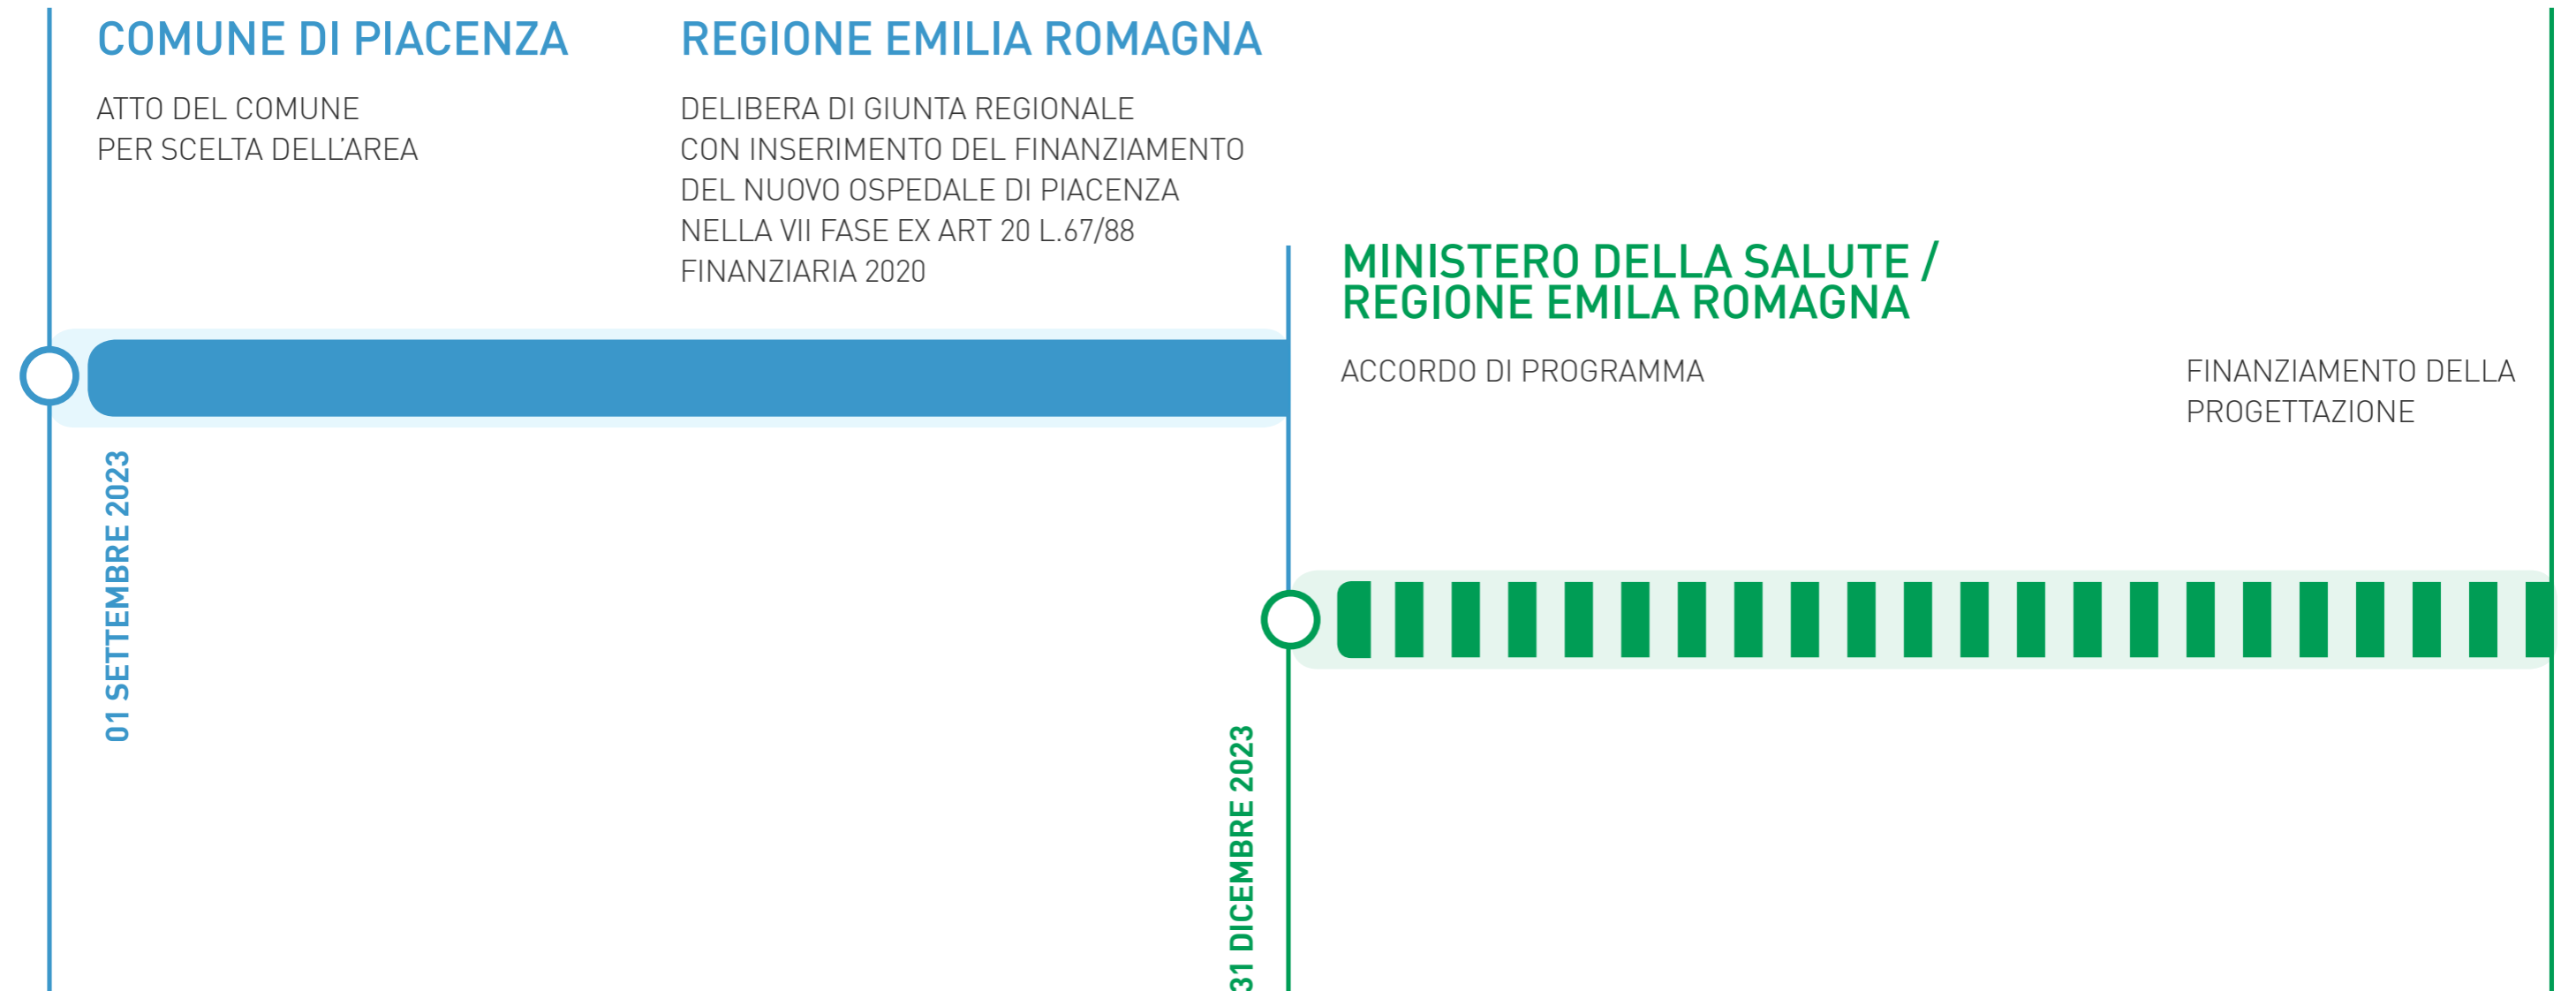 COMUNE DI PIACENZA
ATTO DEL COMUNE
PER SCELTA DELL'AREA
REGIONE EMILIA ROMAGNA
DELIBERA DI GIUNTA REGIONALE
CON INSERIMENTO DEL FINANZIAMENTO
DEL NUOVO OSPEDALE DI PIACENZA
NELLA VII FASE EX ART 20 L.67/88
FINANZIARIA 2020
MINISTERO DELLA SALUTE /
REGIONE EMILA ROMAGNA
ACCORDO DI PROGRAMMA
FINANZIAMENTO DELLA
PROGETTAZIONE
01 SETTEMBRE 2023
31 DICEMBRE 2023